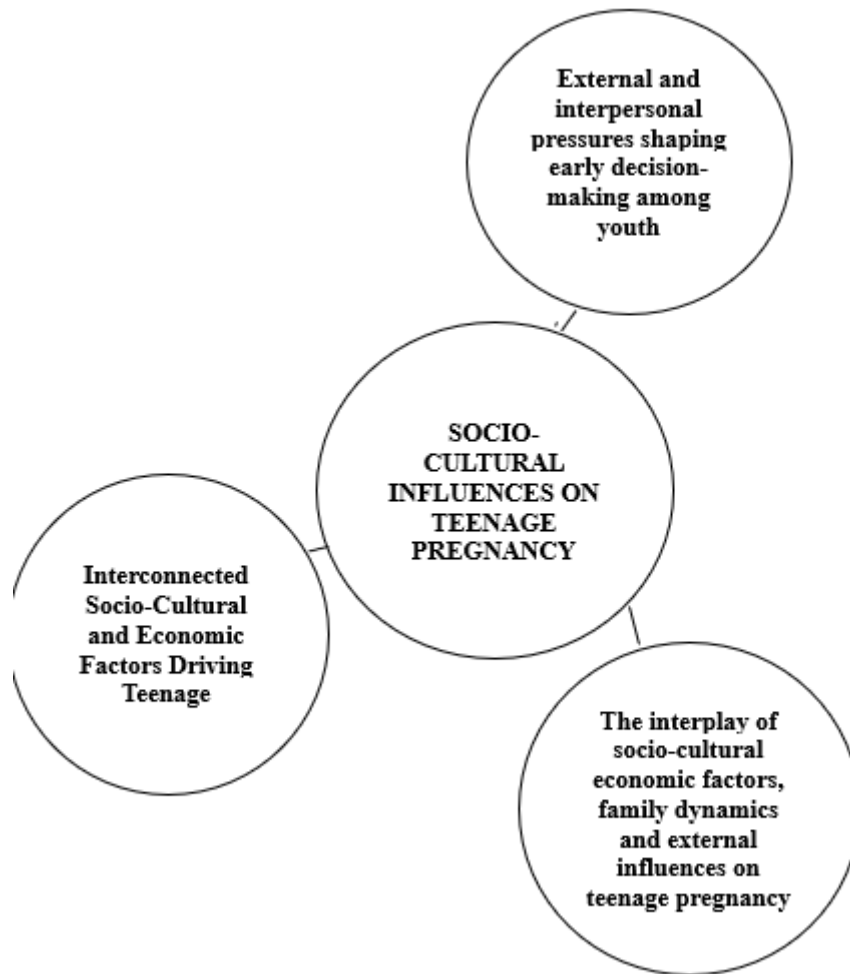 External and
interpersonal
pressures shaping
early decision-
making among
youth
SOCIO-
CULTURAL
INFLUENCES ON
TEENAGE
PREGNANCY
Interconnected
Socio-Cultural
and Economic
Factors Driving
Teenage
The interplay of
socio-cultural
economic factors,
family dynamics
and external
influences on
teenage pregnancy